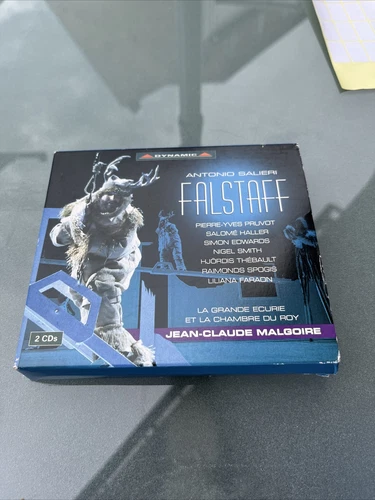 DYNAMIC
ANTONIO SALIERI
FALSTAFF
PIERRE-YVES PRUVOT
SALOMÉ HALLER
SIMON EDWARDS
NIGEL SMITH
HJÖRDIS THÉBAULT
RAIMONDS SPOGIS
LILIANA FARAON
LA GRANDE ECURIE
ET LA CHAMBRE DU ROY
JEAN-CLAUDE MALGOIRE
2 CDs